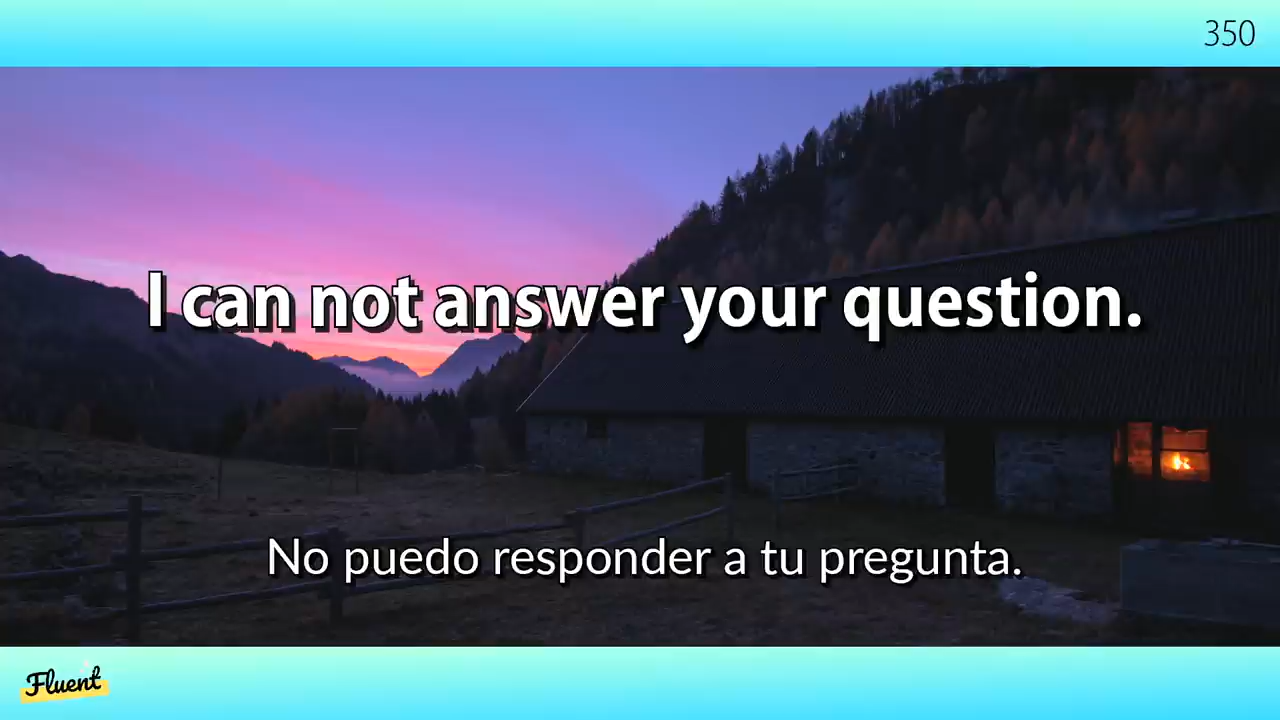 350
I can not answer your question.
No puedo responder a tu pregunta.
Fluent